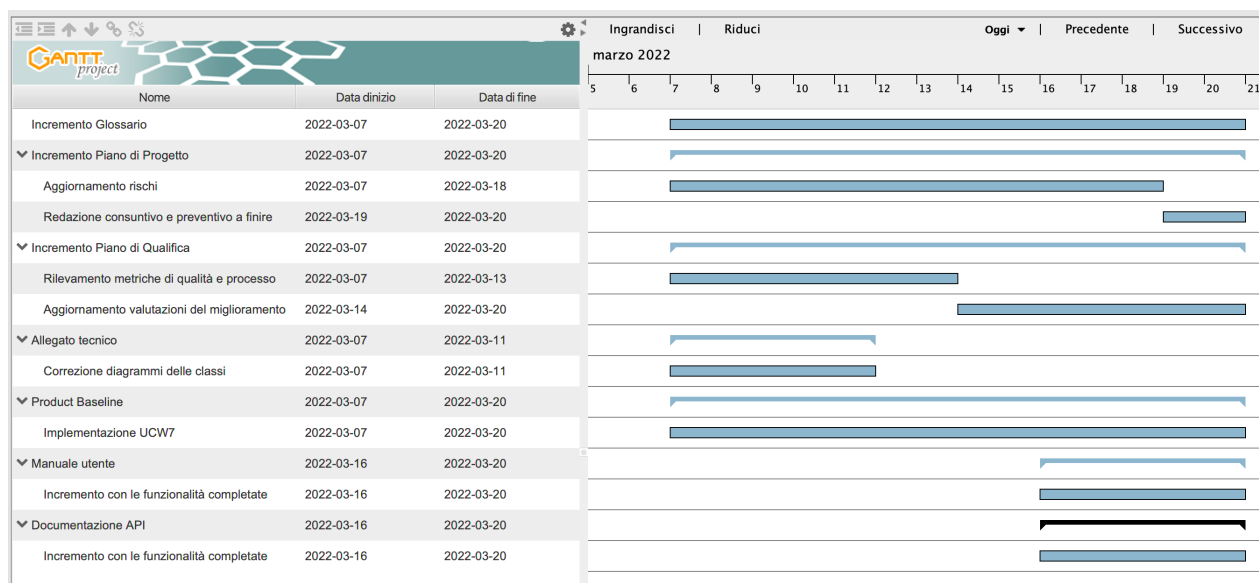 Ingrandisci | Riduci Oggi | Precedente | Successivo
GANTT project
marzo 2022
5 6 7 8 9 10 11 12 13 14 15 16 17 18 19 20 21
Nome Data dinizio Data di fine
Incremento Glossario 2022-03-07 2022-03-20
Incremento Piano di Progetto 2022-03-07 2022-03-20
Aggiornamento rischi 2022-03-07 2022-03-18
Redazione consuntivo e preventivo a finire 2022-03-19 2022-03-20
Incremento Piano di Qualifica 2022-03-07 2022-03-20
Rilevamento metriche di qualità e processo 2022-03-07 2022-03-13
Aggiornamento valutazioni del miglioramento 2022-03-14 2022-03-20
Allegato tecnico 2022-03-07 2022-03-11
Correzione diagrammi delle classi 2022-03-07 2022-03-11
Product Baseline 2022-03-07 2022-03-20
Implementazione UCW7 2022-03-07 2022-03-20
Manuale utente 2022-03-16 2022-03-20
Incremento con le funzionalità completate 2022-03-16 2022-03-20
Documentazione API 2022-03-16 2022-03-20
Incremento con le funzionalità completate 2022-03-16 2022-03-20